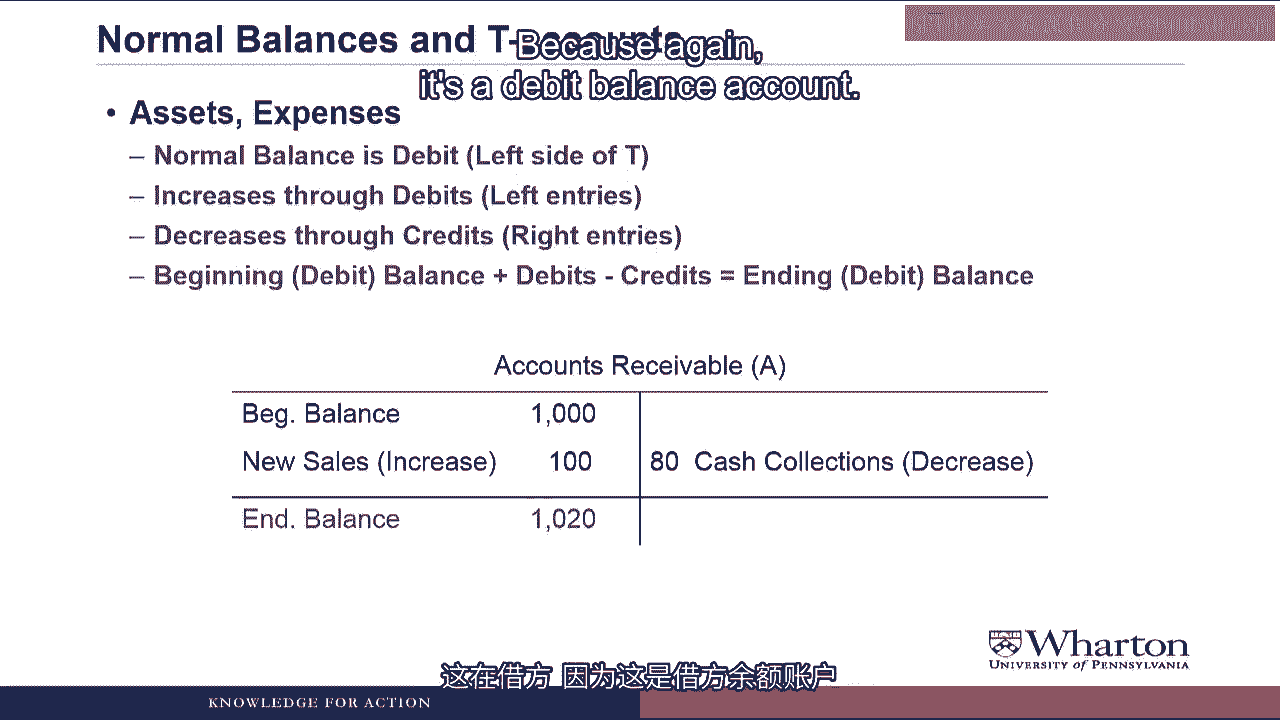 Normal Balances and T-accounts
Because again,
it's a debit balance account.
• Assets, Expenses
– Normal Balance is Debit (Left side of T)
– Increases through Debits (Left entries)
– Decreases through Credits (Right entries)
– Beginning (Debit) Balance + Debits - Credits = Ending (Debit) Balance
Accounts Receivable (A)
Beg. Balance 1,000
New Sales (Increase) 100 80 Cash Collections (Decrease)
End. Balance 1,020
Wharton
UNIVERSITY of PENNSYLVANIA
这在借方 因为这是借方余额账户
KNOWLEDGE FOR ACTION